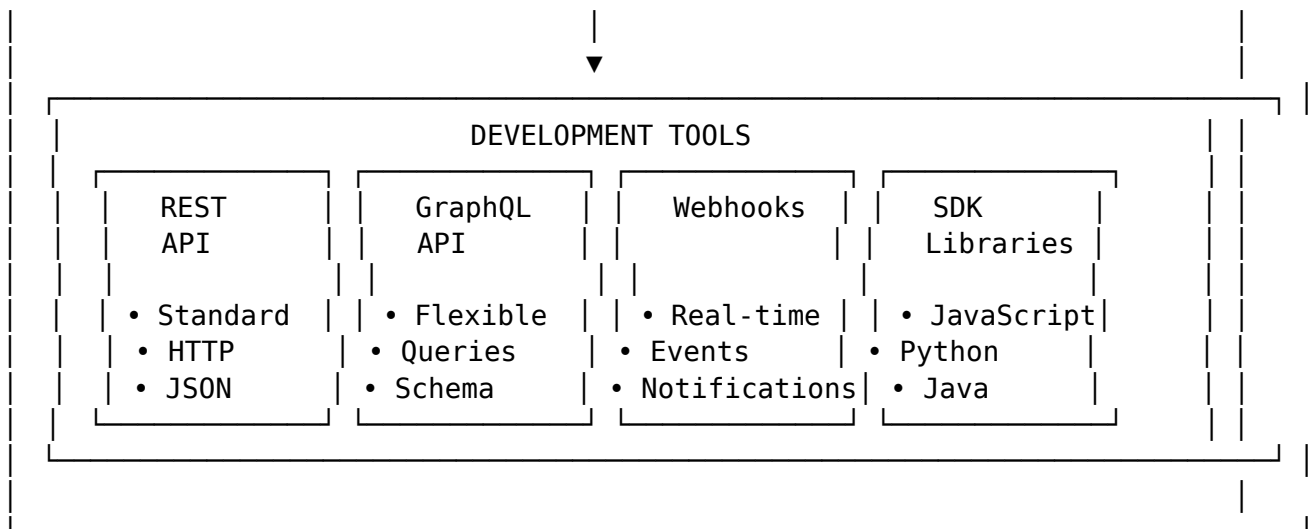 DEVELOPMENT TOOLS
REST GraphQL Webhooks SDK
API API Libraries
• Standard • Flexible • Real-time • JavaScript
• HTTP • Queries • Events • Python
• JSON • Schema • Notifications • Java